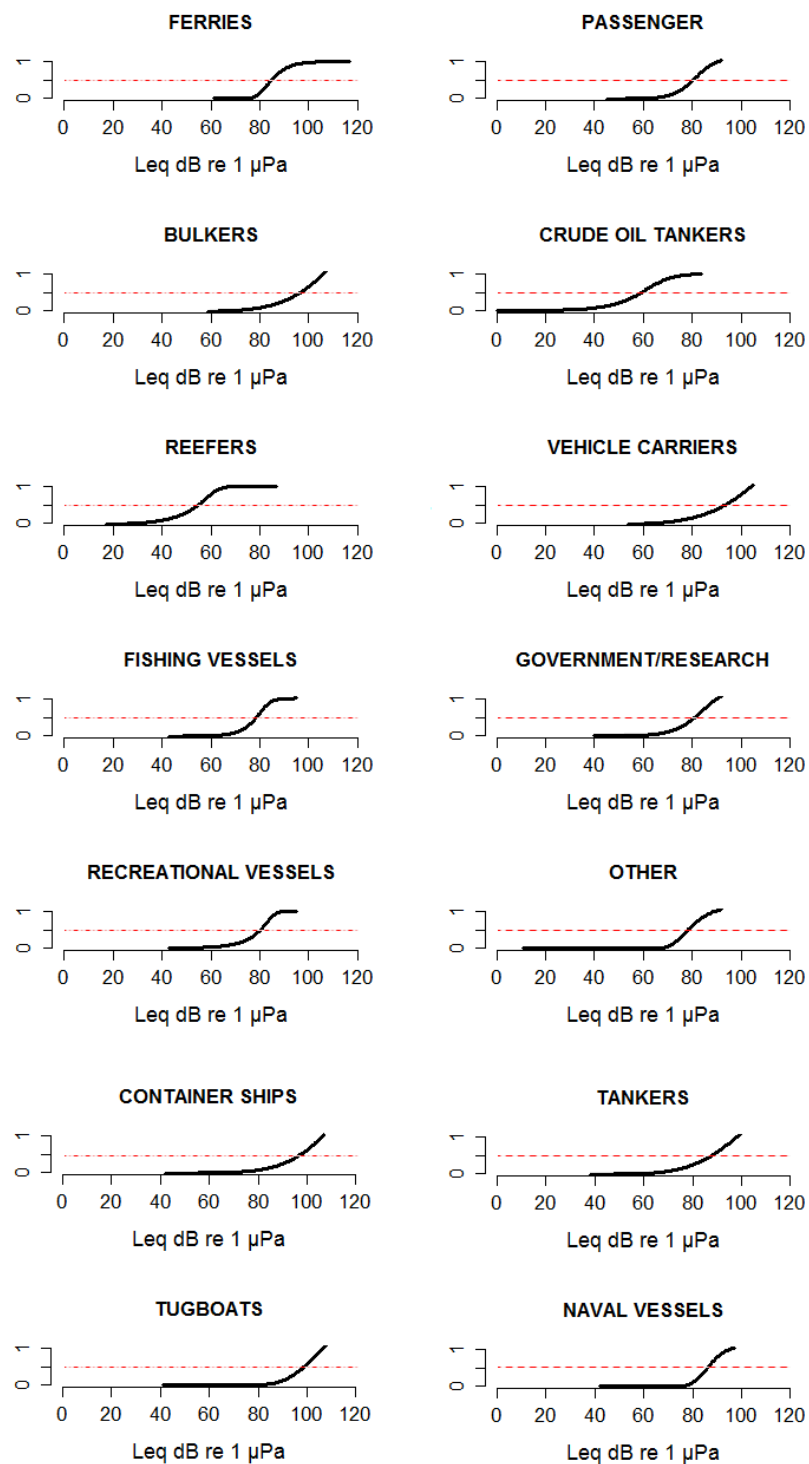 FERRIES
1
0
0 20 40 60 80 100 120
Leq dB re 1 µPa
PASSENGER
1
0
0 20 40 60 80 100 120
Leq dB re 1 µPa
BULKERS
1
0
0 20 40 60 80 100 120
Leq dB re 1 µPa
CRUDE OIL TANKERS
1
0
0 20 40 60 80 100 120
Leq dB re 1 µPa
REEFERS
1
0
0 20 40 60 80 100 120
Leq dB re 1 µPa
VEHICLE CARRIERS
1
0
0 20 40 60 80 100 120
Leq dB re 1 µPa
FISHING VESSELS
1
0
0 20 40 60 80 100 120
Leq dB re 1 µPa
GOVERNMENT/RESEARCH
1
0
0 20 40 60 80 100 120
Leq dB re 1 µPa
RECREATIONAL VESSELS
1
0
0 20 40 60 80 100 120
Leq dB re 1 µPa
OTHER
1
0
0 20 40 60 80 100 120
Leq dB re 1 µPa
CONTAINER SHIPS
1
0
0 20 40 60 80 100 120
Leq dB re 1 µPa
TANKERS
1
0
0 20 40 60 80 100 120
Leq dB re 1 µPa
TUGBOATS
1
0
0 20 40 60 80 100 120
Leq dB re 1 µPa
NAVAL VESSELS
1
0
0 20 40 60 80 100 120
Leq dB re 1 µPa